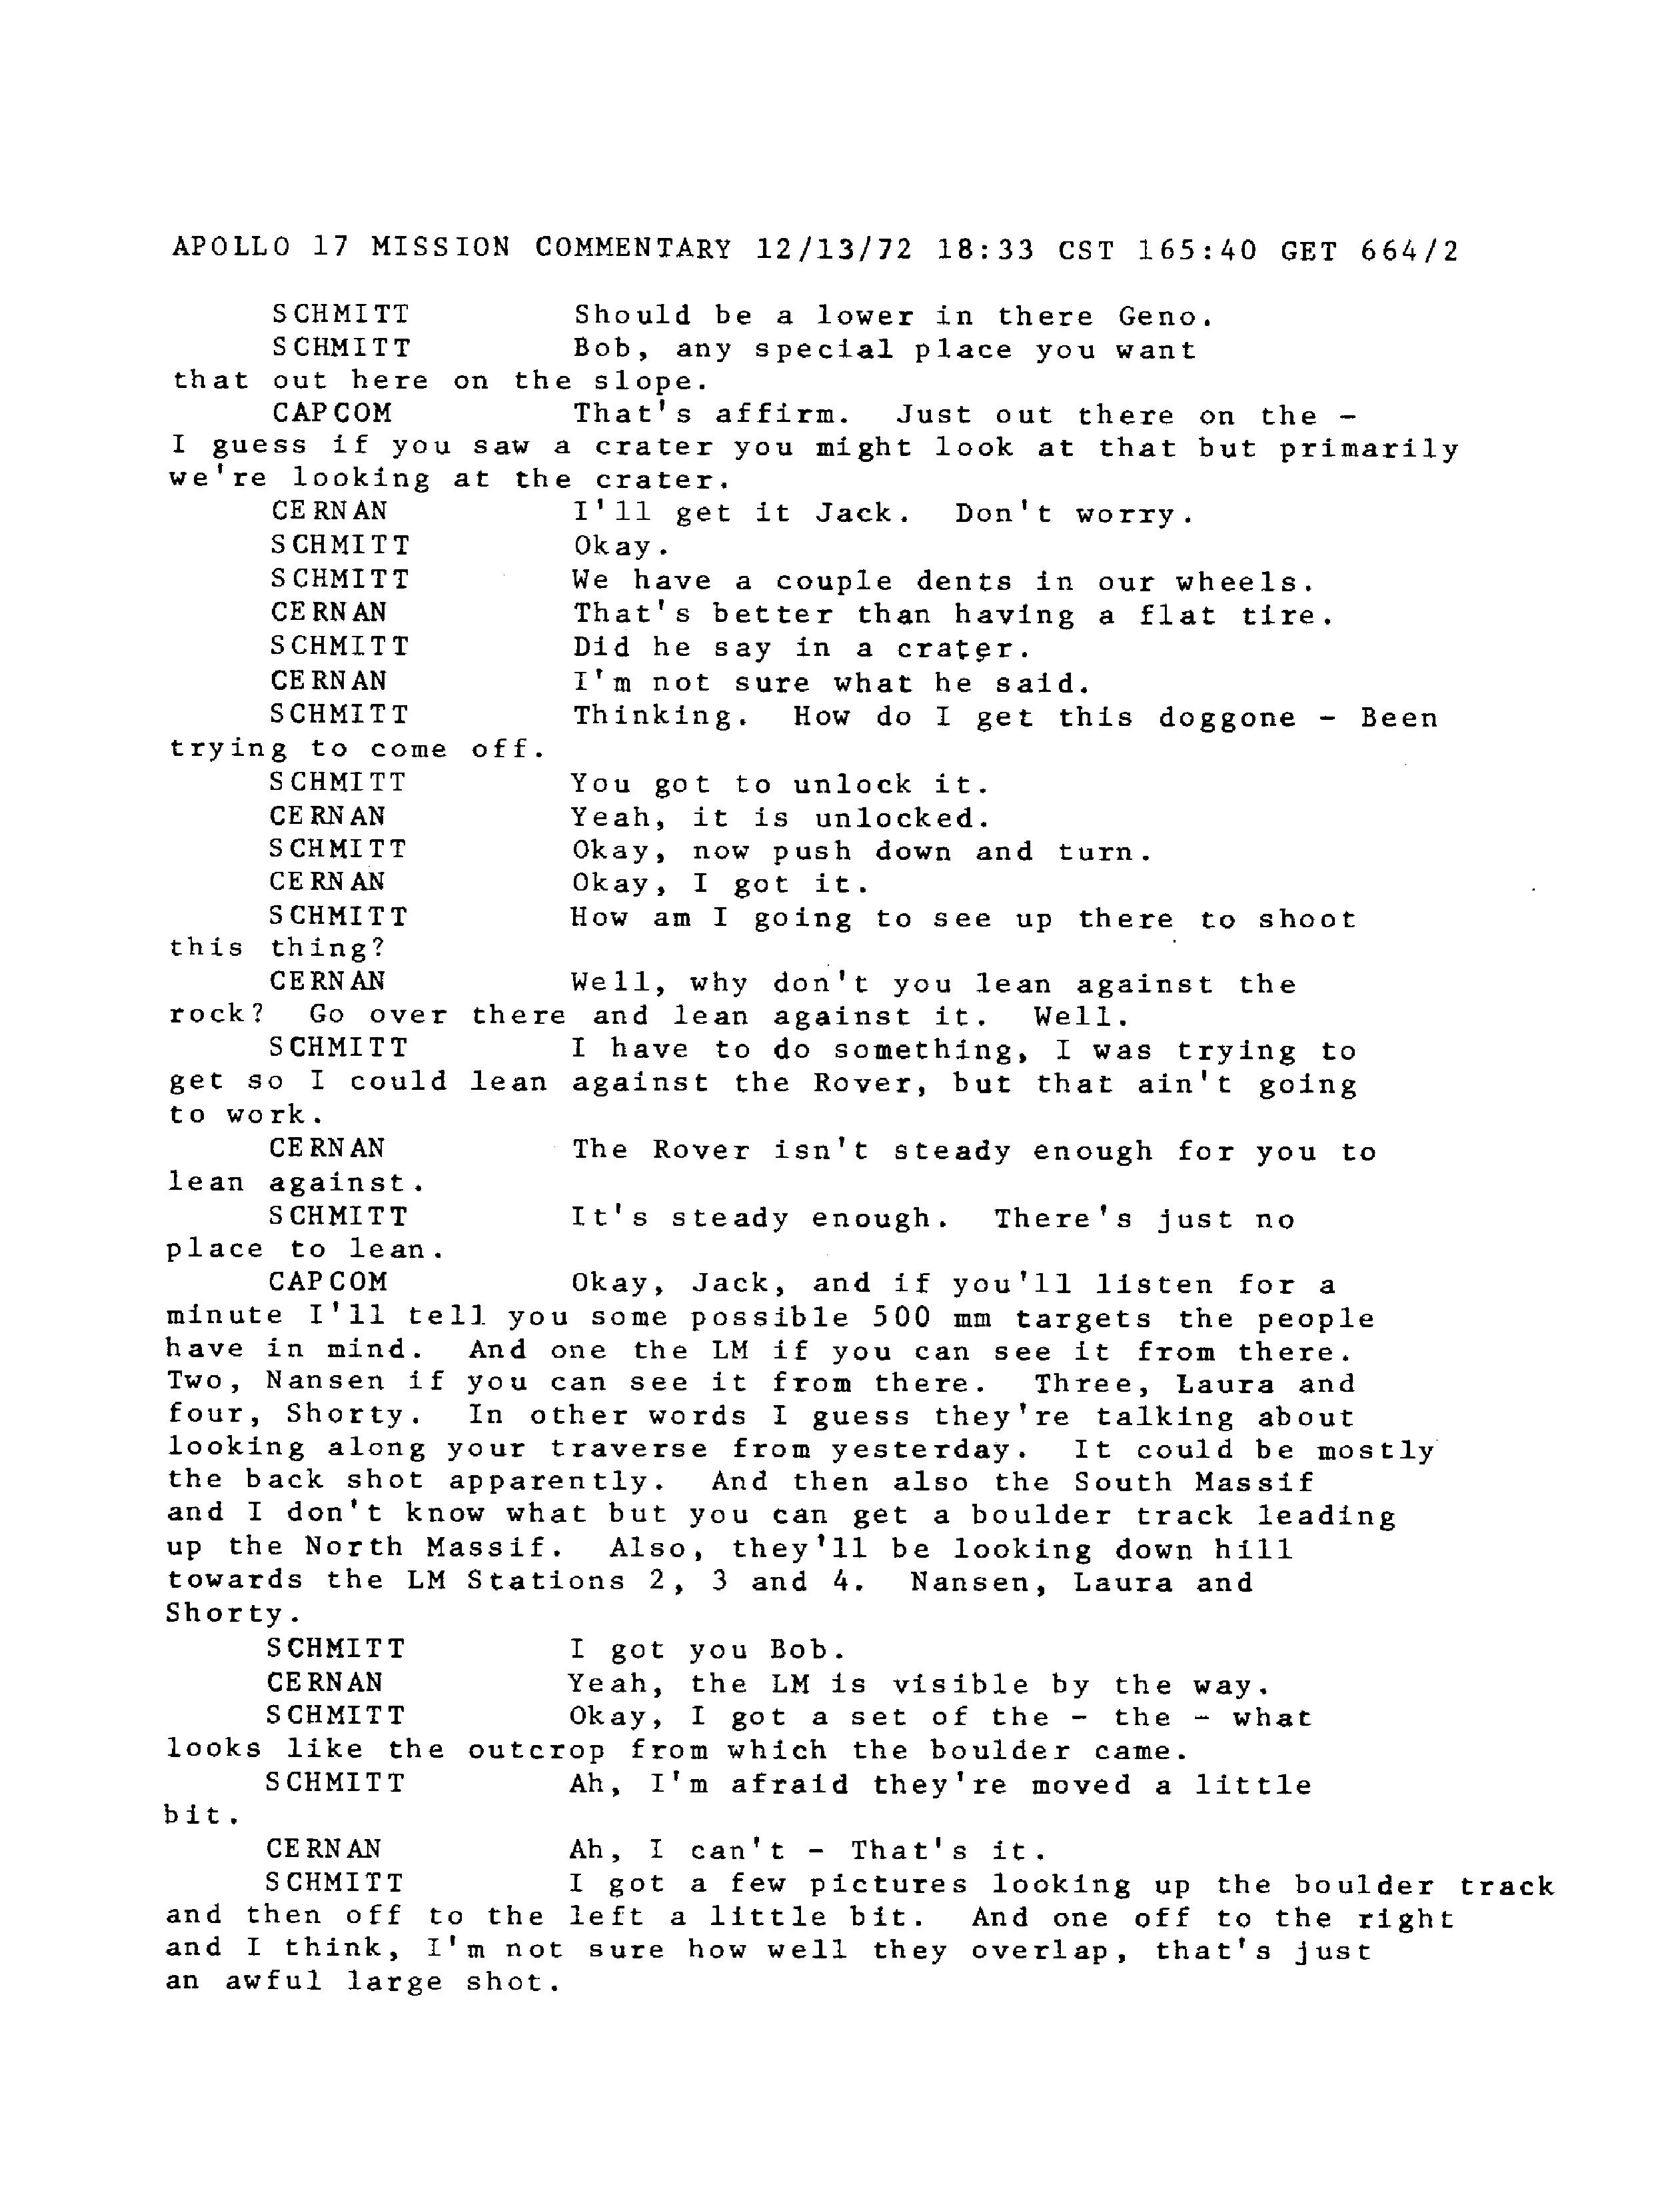 APOLLO 17 MISSION COMMENTARY 12/13/72 18:33 CST 165:40 GET 664/2
SCHMITT Should be a lower in there Geno.
SCHMITT Bob, any special place you want
that out here on the slope.
CAPCOM That's affirm. Just out there on the -
I guess if you saw a crater you might look at that but primarily
we're looking at the crater.
CERNAN I'll get it Jack. Don't worry.
SCHMITT Okay.
SCHMITT We have a couple dents in our wheels.
CERNAN That's better than having a flat tire.
SCHMITT Did he say in a crater.
CERNAN I'm not sure what he said.
SCHMITT Thinking. How do I get this doggone - Been
trying to come off.
SCHMITT You got to unlock it.
CERNAN Yeah, it is unlocked.
SCHMITT Okay, now push down and turn.
CERNAN Okay, I got it.
SCHMITT How am I going to see up there to shoot
this thing?
CERNAN Well, why don't you lean against the
rock? Go over there and lean against it. Well.
SCHMITT I have to do something, I was trying to
get so I could lean against the Rover, but that ain't going
to work.
CERNAN The Rover isn't steady enough for you to
lean against.
SCHMITT It's steady enough. There's just no
place to lean.
CAPCOM Okay, Jack, and if you'll listen for a
minute I'll tell you some possible 500 mm targets the people
have in mind. And one the LM if you can see it from there.
Two, Nansen if you can see it from there. Three, Laura and
four, Shorty. In other words I guess they're talking about
looking along your traverse from yesterday. It could be mostly
the back shot apparently. And then also the South Massif
and I don't know what but you can get a boulder track leading
up the North Massif. Also, they'll be looking down hill
towards the LM Stations 2, 3 and 4. Nansen, Laura and
Shorty.
SCHMITT I got you Bob.
CERNAN Yeah, the LM is visible by the way.
SCHMITT Okay, I got a set of the - the - what
looks like the outcrop from which the boulder came.
SCHMITT Ah, I'm afraid they're moved a little
bit.
CERNAN Ah, I can't - That's it.
SCHMITT I got a few pictures looking up the boulder track
and then off to the left a little bit. And one off to the right
and I think, I'm not sure how well they overlap, that's just
an awful large shot.